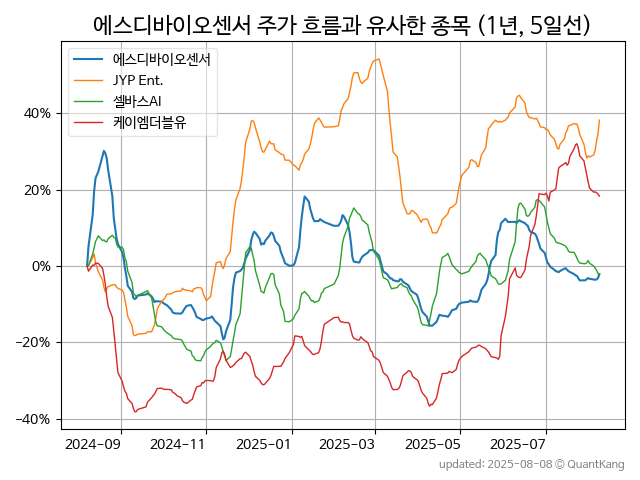 에스디바이오센서 주가 흐름과 유사한 종목 (1년, 5일선)
에스디바이오센서
JYP Ent.
셀바스AI
케이엠더블유
40%
20%
0%
−20%
−40%
2024-09 2024-11 2025-01 2025-03 2025-05 2025-07
updated: 2025-08-08 © QuantKang